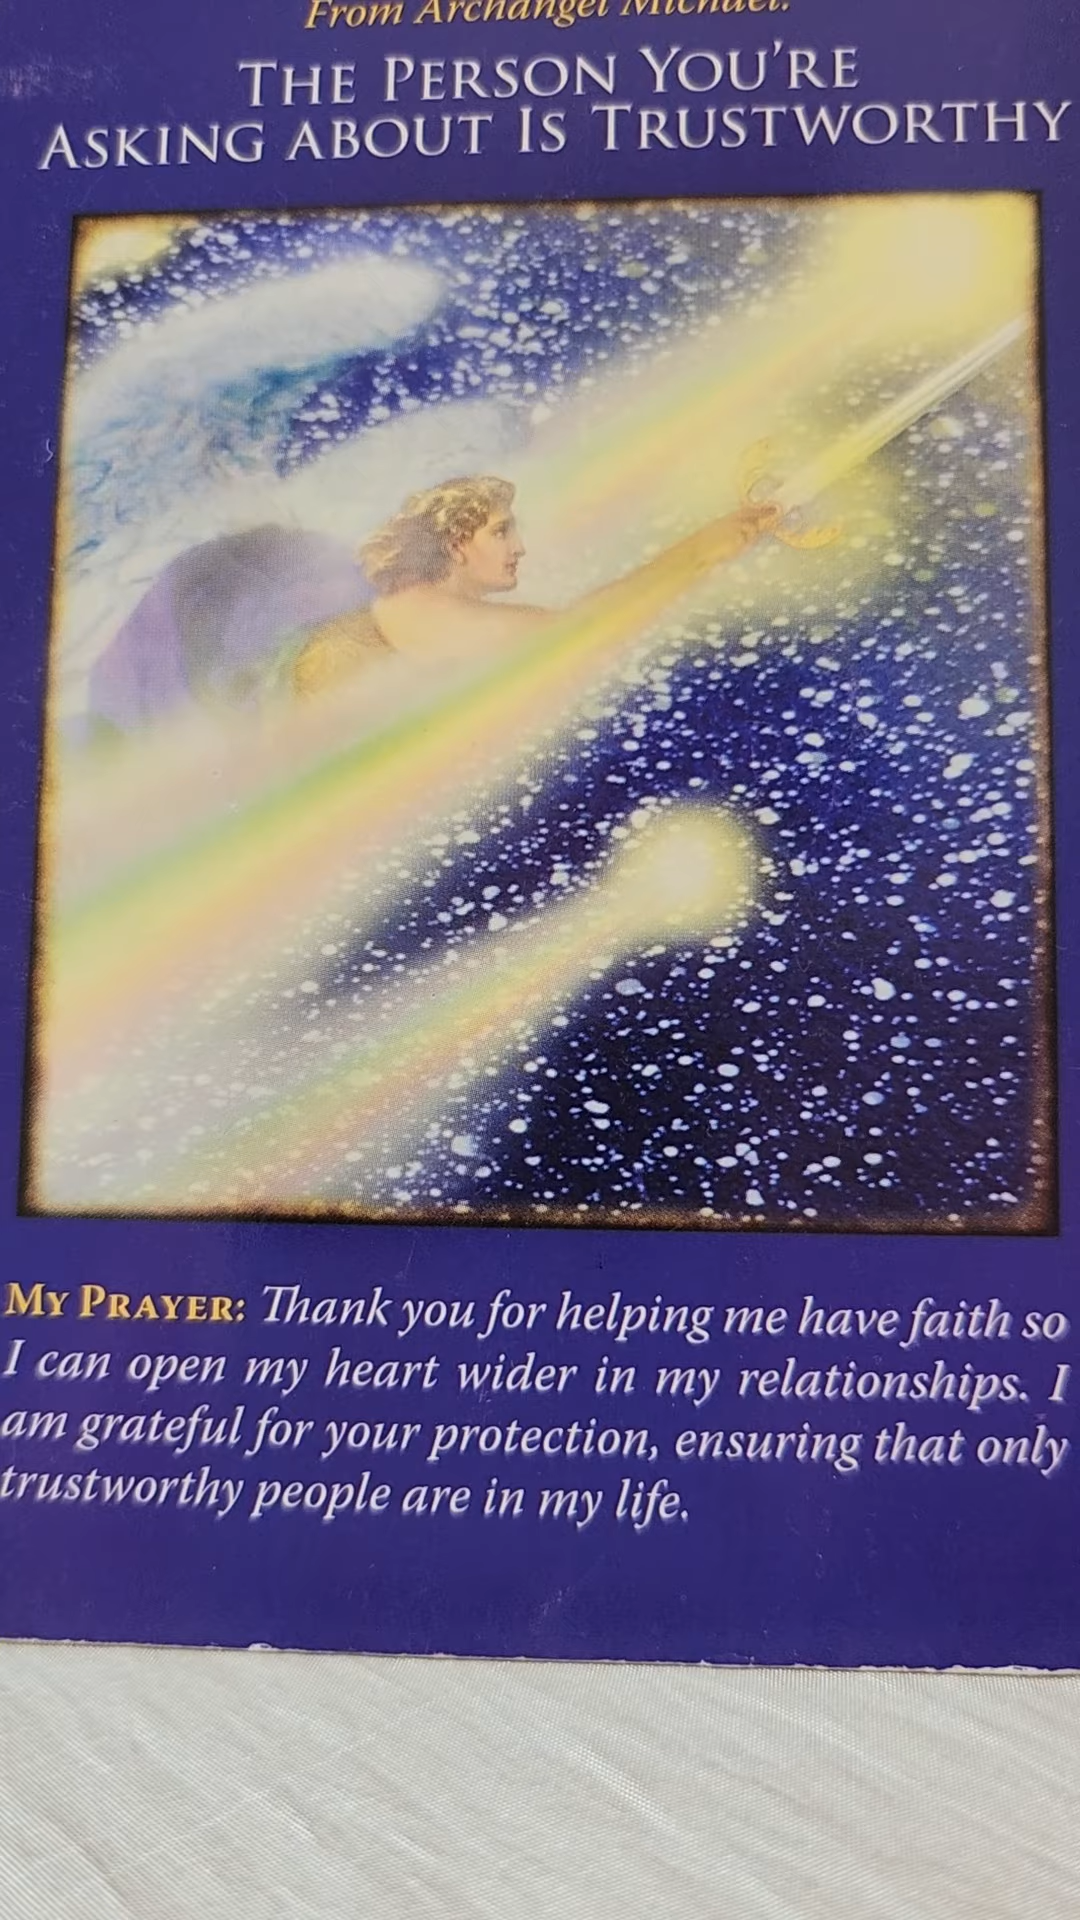 From Archangel Michael:
THE PERSON YOU'RE
ASKING ABOUT IS TRUSTWORTHY
MY PRAYER: Thank you for helping me have faith so
I can open my heart wider in my relationships. I
am grateful for your protection, ensuring that only
trustworthy people are in my life.